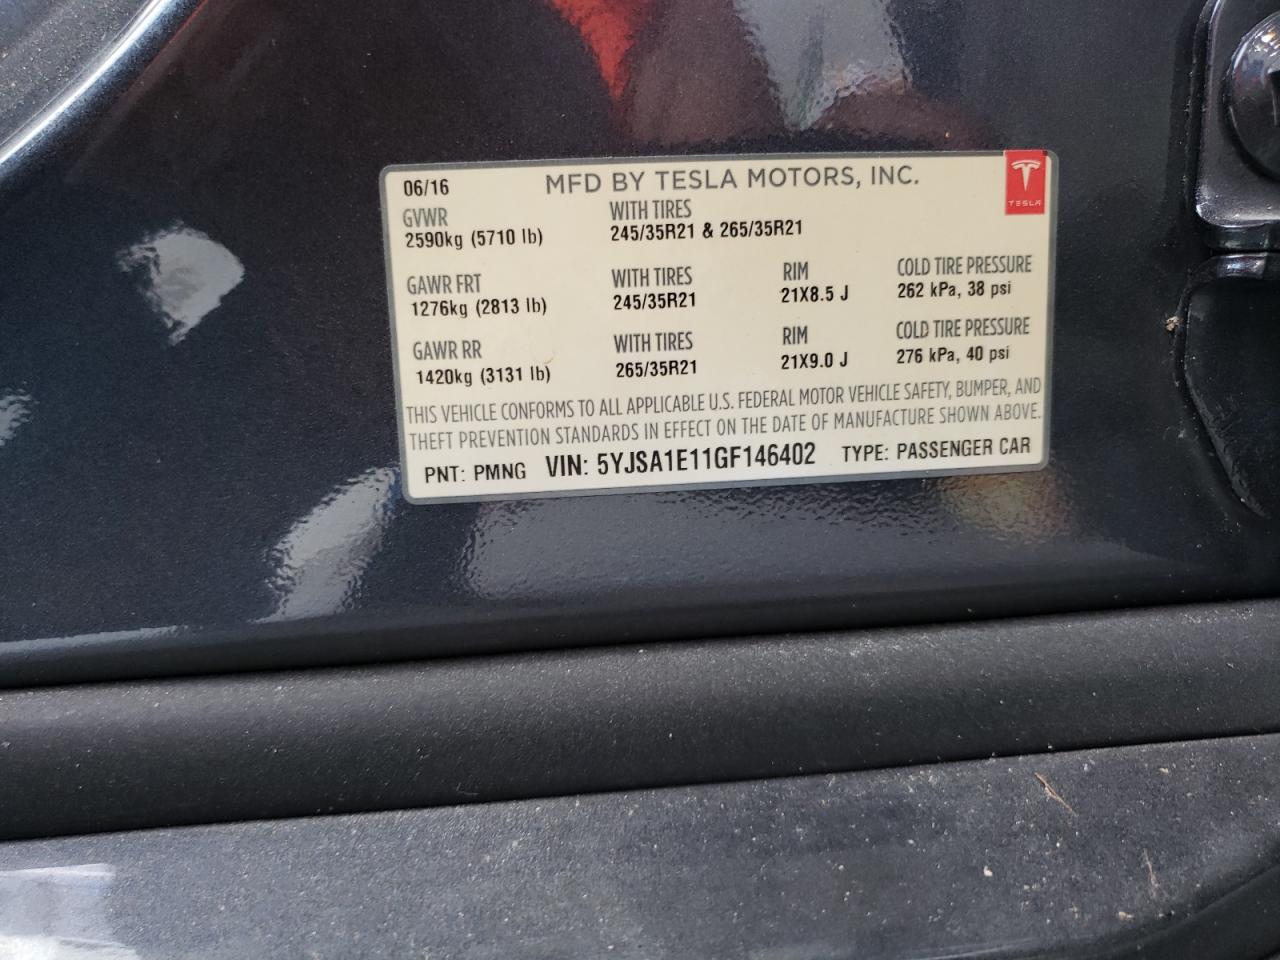 06/16 MFD BY TESLA MOTORS, INC. TESLA
GVWR WITH TIRES
2590kg (5710 lb) 245/35R21 & 265/35R21
GAWR FRT WITH TIRES RIM COLD TIRE PRESSURE
1276kg (2813 lb) 245/35R21 21X8.5 J 262 kPa, 38 psi
GAWR RR WITH TIRES RIM COLD TIRE PRESSURE
1420kg (3131 lb) 265/35R21 21X9.0 J 276 kPa, 40 psi
THIS VEHICLE CONFORMS TO ALL APPLICABLE U.S. FEDERAL MOTOR VEHICLE SAFETY, BUMPER, AND
THEFT PREVENTION STANDARDS IN EFFECT ON THE DATE OF MANUFACTURE SHOWN ABOVE.
PNT: PMNG VIN: 5YJSA1E11GF146402 TYPE: PASSENGER CAR